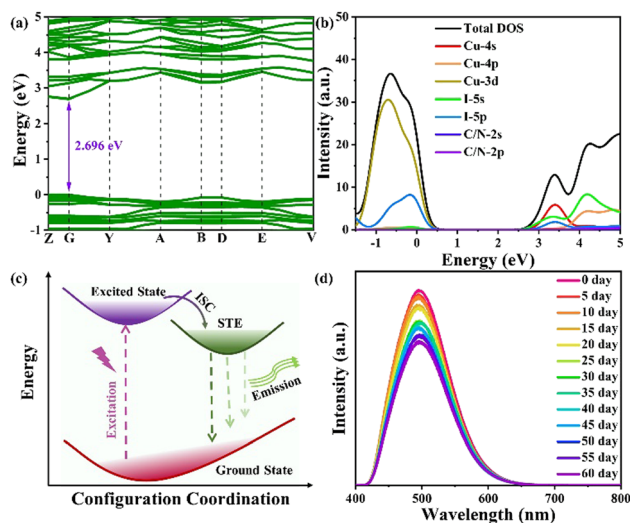 (a)
5
4
3
2
1
0
-1
Energy (eV)
2.696 eV
Z G Y A B D E V
(b)
50
40
30
20
10
0
Intensity (a.u.)
Total DOS
Cu-4s
Cu-4p
Cu-3d
I-5s
I-5p
C/N-2s
C/N-2p
-1 0 1 2 3 4 5
Energy (eV)
(c)
Energy
Excited State
ISC
STE
Excitation
Emission
Ground State
Configuration Coordination
(d)
Intensity (a.u.)
0 day
5 day
10 day
15 day
20 day
25 day
30 day
35 day
40 day
45 day
50 day
55 day
60 day
400 500 600 700 800
Wavelength (nm)